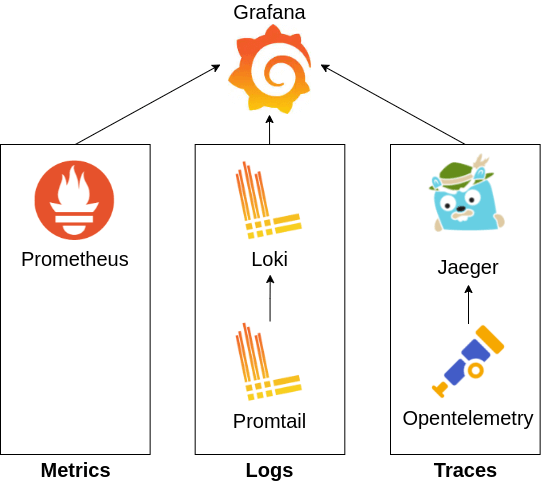 Grafana
Prometheus
Loki
Jaeger
Promtail
Opentelemetry
Metrics
Logs
Traces